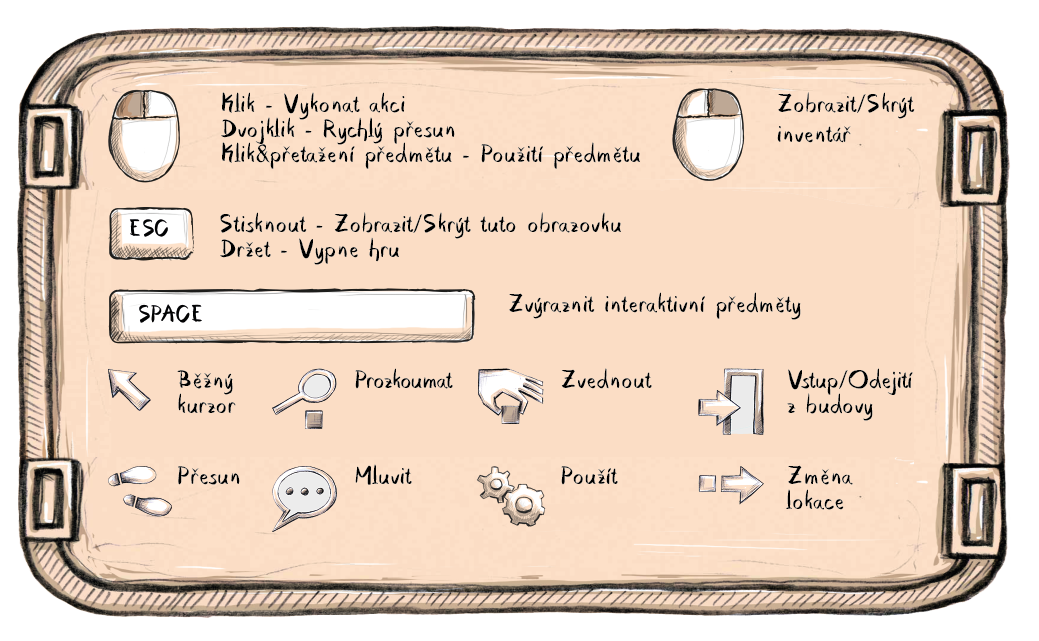 Klik - Vykonat akci
Dvojklik - Rychlý přesun
Klik&přetažení předmětu - Použití předmětu
Zobrazit/Skrýt
inventář
ESC
Stisknout - Zobrazit/Skrýt tuto obrazovku
Držet - Vypne hru
SPACE
Zvýraznit interaktivní předměty
Běžný
kurzor
Prozkoumat
Zvednout
Vstup/Odejití
z budovy
Přesun
Mluvit
Použít
Změna
lokace